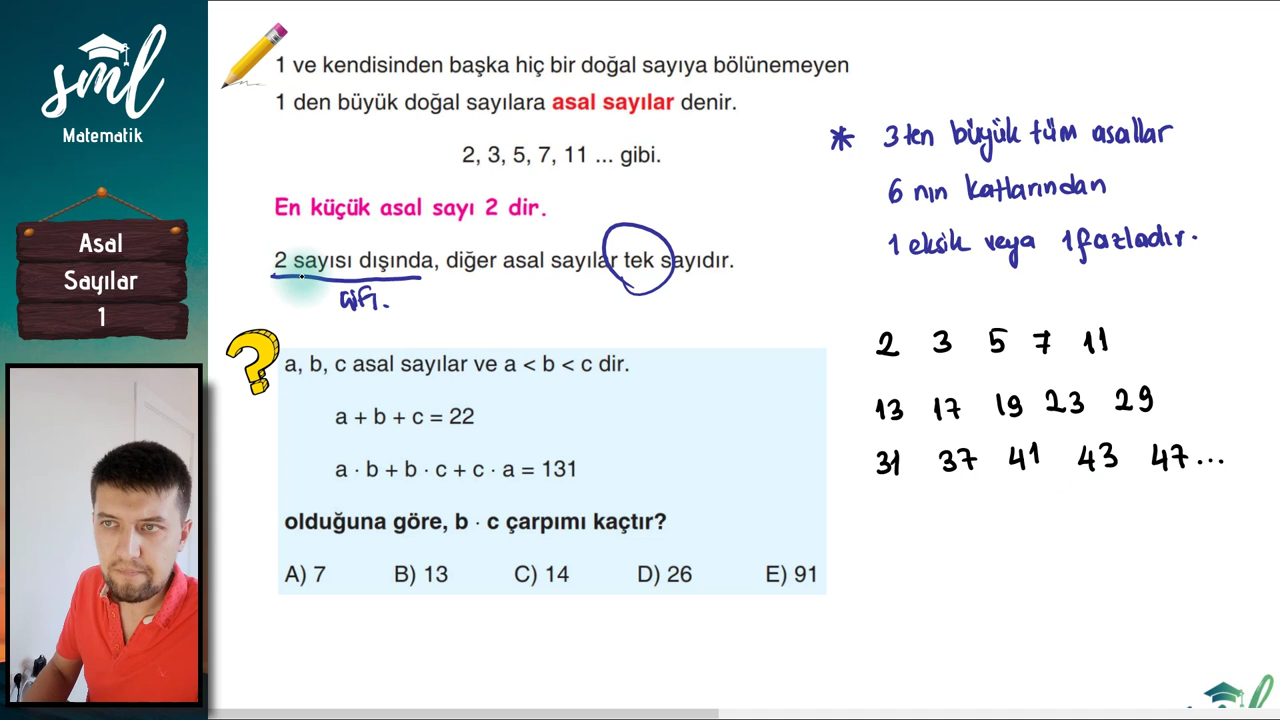 sml
Matematik
Asal
Sayılar
1
1 ve kendisinden başka hiç bir doğal sayıya bölünemeyen
1 den büyük doğal sayılara asal sayılar denir.
2, 3, 5, 7, 11 ... gibi.
En küçük asal sayı 2 dir.
2 sayısı dışında, diğer asal sayılar tek sayıdır.
çift.
?
a, b, c asal sayılar ve a < b < c dir.
a + b + c = 22
a · b + b · c + c · a = 131
olduğuna göre, b · c çarpımı kaçtır?
A) 7 B) 13 C) 14 D) 26 E) 91
* 3 ten büyük tüm asallar
6 nın katlarından
1 eksik veya 1 fazladır.
2 3 5 7 11
13 17 19 23 29
31 37 41 43 47...